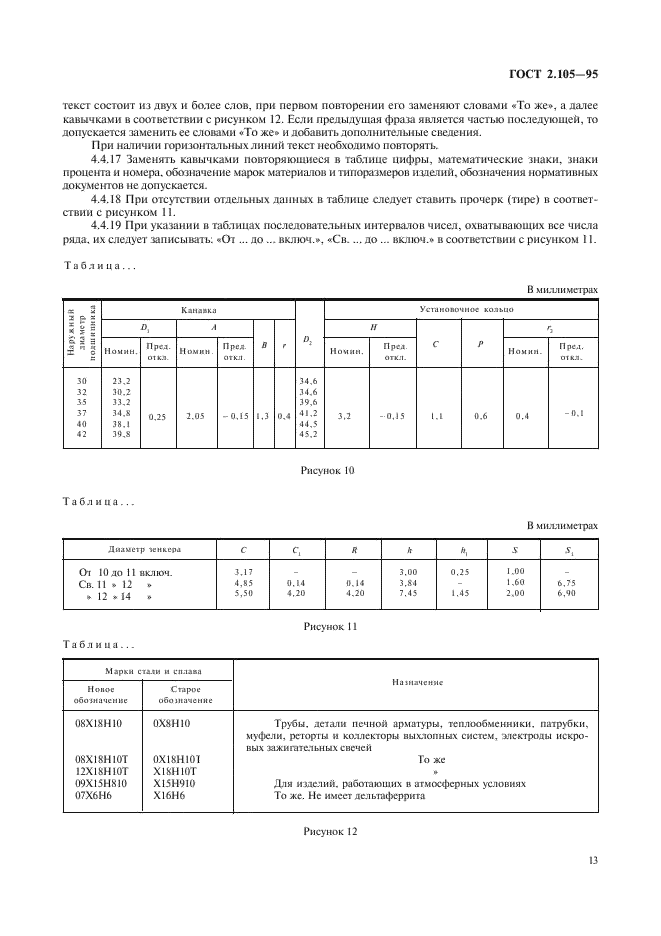 ГОСТ 2.105—95
текст состоит из двух и более слов, при первом повторении его заменяют словами «То же», а далее
кавычками в соответствии с рисунком 12. Если предыдущая фраза является частью последующей, то
допускается заменить ее словами «То же» и добавить дополнительные сведения.
При наличии горизонтальных линий текст необходимо повторять.
4.4.17 Заменять кавычками повторяющиеся в таблице цифры, математические знаки, знаки
процента и номера, обозначение марок материалов и типоразмеров изделий, обозначения нормативных
документов не допускается.
4.4.18 При отсутствии отдельных данных в таблице следует ставить прочерк (тире) в соответ-
ствии с рисунком 11.
4.4.19 При указании в таблицах последовательных интервалов чисел, охватывающих все числа
ряда, их следует записывать: «От ... до ... включ.», «Св. ... до ... включ.» в соответствии с рисунком 11.
Таблица...
В миллиметрах
Наружный диаметр подшипника Канавка D2 Установочное кольцо
D1 A B r H C P r2
Номин. Пред. откл. Номин. Пред. откл. Номин. Пред. откл. Номин. Пред. откл.
30 23,2 34,6
32 30,2 34,6
35 33,2 39,6
37 34,8 0,25 2,05 −0,15 1,3 0,4 41,2 3,2 −0,15 1,1 0,6 0,4 −0,1
40 38,1 44,5
42 39,8 45,2
Рисунок 10
Таблица...
В миллиметрах
Диаметр зенкера C C1 R h h1 S S1
От 10 до 11 включ. 3,17 – – 3,00 0,25 1,00 –
Св. 11 » 12 » 4,85 0,14 0,14 3,84 – 1,60 6,75
» 12 » 14 » 5,50 4,20 4,20 7,45 1,45 2,00 6,90
Рисунок 11
Таблица...
Марки стали и сплава Назначение
Новое обозначение Старое обозначение
08Х18Н10 0Х8Н10 Трубы, детали печной арматуры, теплообменники, патрубки,
муфели, реторты и коллекторы выхлопных систем, электроды искро-
вых зажигательных свечей
08Х18Н10Т 0Х18Н10Т То же
12Х18Н10Т Х18Н10Т »
09Х15Н810 Х15Н910 Для изделий, работающих в атмосферных условиях
07Х6Н6 Х16Н6 То же. Не имеет дельтаферрита
Рисунок 12
13